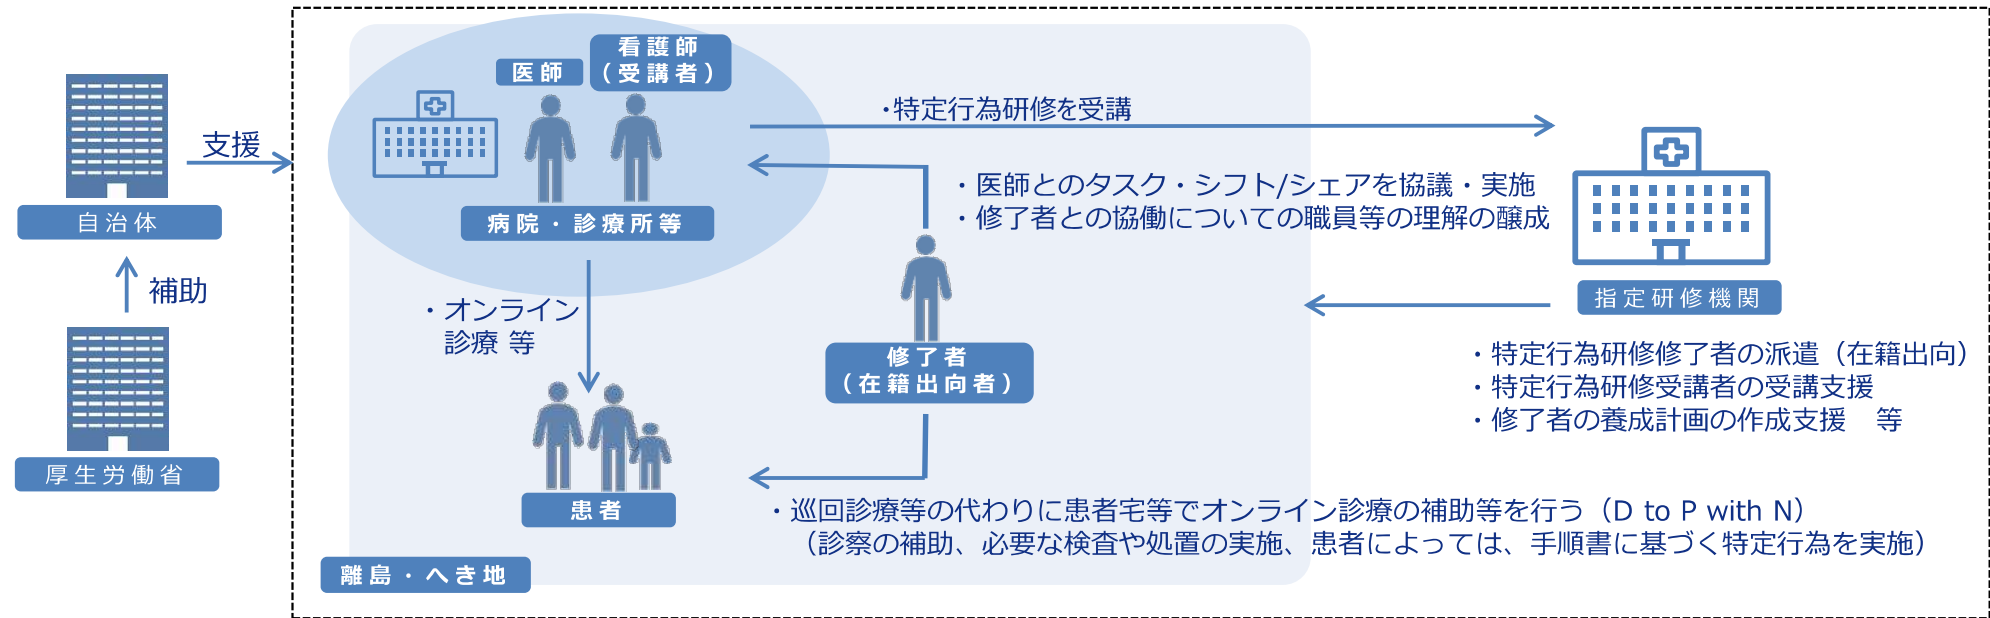 看護師
（受講者）
医師
・特定行為研修を受講
支援
・医師とのタスク・シフト/シェアを協議・実施
・修了者との協働についての職員等の理解の醸成
自治体
病院・診療所等
補助
・オンライン
診療 等
指定研修機関
修了者
（在籍出向者）
・特定行為研修修了者の派遣（在籍出向）
・特定行為研修受講者の受講支援
・修了者の養成計画の作成支援　等
厚生労働省
患者
・巡回診療等の代わりに患者宅等でオンライン診療の補助等を行う（D to P with N）
（診察の補助、必要な検査や処置の実施、患者によっては、手順書に基づく特定行為を実施）
離島・へき地